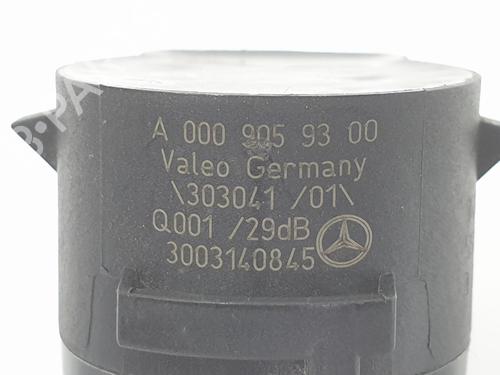 A 000 905 93 00
Valeo Germany
\303041 /01\
Q001 /29dB
3003140845